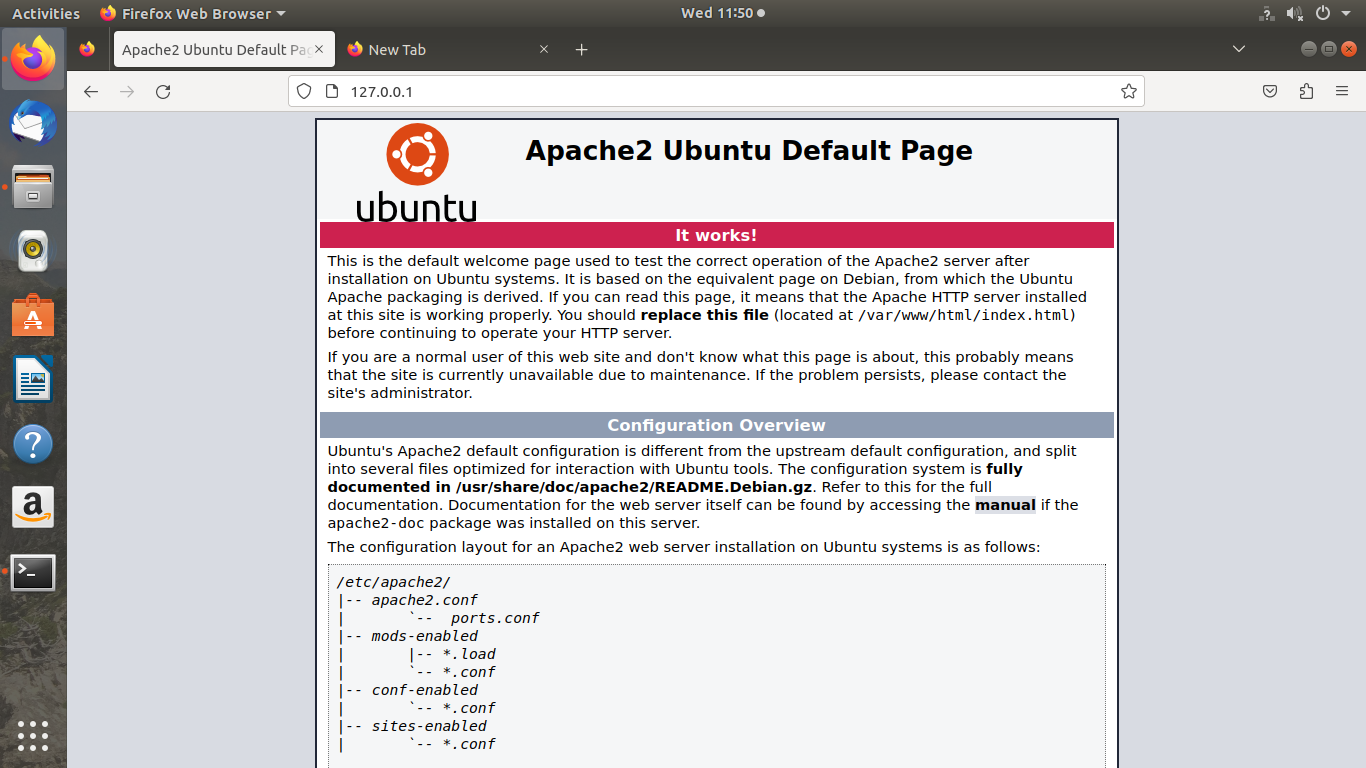 Activities Firefox Web Browser Wed 11:50
Apache2 Ubuntu Default Pag New Tab
127.0.0.1
ubuntu
Apache2 Ubuntu Default Page
It works!
This is the default welcome page used to test the correct operation of the Apache2 server after
installation on Ubuntu systems. It is based on the equivalent page on Debian, from which the Ubuntu
Apache packaging is derived. If you can read this page, it means that the Apache HTTP server installed
at this site is working properly. You should replace this file (located at /var/www/html/index.html)
before continuing to operate your HTTP server.
If you are a normal user of this web site and don't know what this page is about, this probably means
that the site is currently unavailable due to maintenance. If the problem persists, please contact the
site's administrator.
Configuration Overview
Ubuntu's Apache2 default configuration is different from the upstream default configuration, and split
into several files optimized for interaction with Ubuntu tools. The configuration system is fully
documented in /usr/share/doc/apache2/README.Debian.gz. Refer to this for the full
documentation. Documentation for the web server itself can be found by accessing the manual if the
apache2-doc package was installed on this server.
The configuration layout for an Apache2 web server installation on Ubuntu systems is as follows:
/etc/apache2/
|-- apache2.conf
|       `--  ports.conf
|-- mods-enabled
|       |-- *.load
|       `-- *.conf
|-- conf-enabled
|       `-- *.conf
|-- sites-enabled
|       `-- *.conf